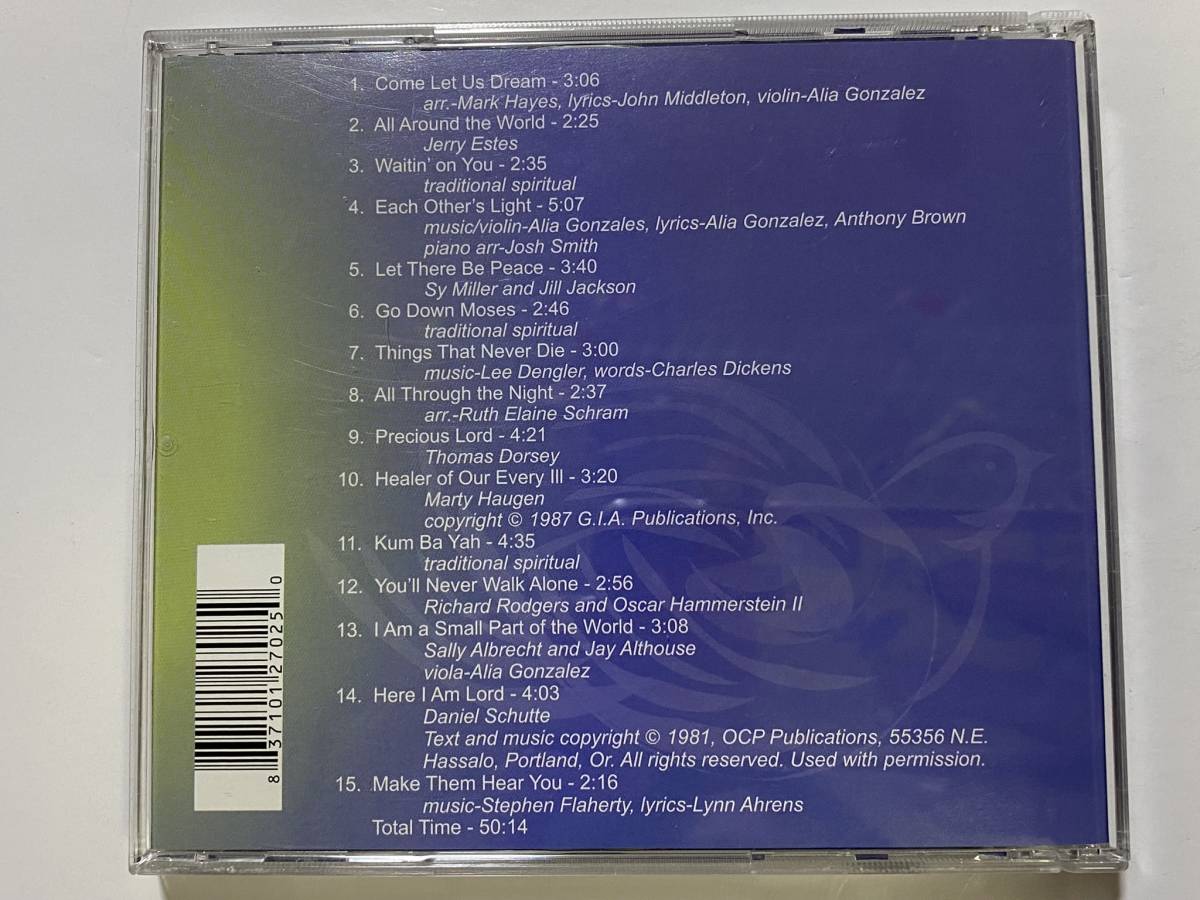 1. Come Let Us Dream - 3:06
arr.-Mark Hayes, lyrics-John Middleton, violin-Alia Gonzalez
2. All Around the World - 2:25
Jerry Estes
3. Waitin' on You - 2:35
traditional spiritual
4. Each Other's Light - 5:07
music/violin-Alia Gonzales, lyrics-Alia Gonzalez, Anthony Brown
piano arr-Josh Smith
5. Let There Be Peace - 3:40
Sy Miller and Jill Jackson
6. Go Down Moses - 2:46
traditional spiritual
7. Things That Never Die - 3:00
music-Lee Dengler, words-Charles Dickens
8. All Through the Night - 2:37
arr.-Ruth Elaine Schram
9. Precious Lord - 4:21
Thomas Dorsey
10. Healer of Our Every Ill - 3:20
Marty Haugen
copyright © 1987 G.I.A. Publications, Inc.
11. Kum Ba Yah - 4:35
traditional spiritual
12. You'll Never Walk Alone - 2:56
Richard Rodgers and Oscar Hammerstein II
13. I Am a Small Part of the World - 3:08
Sally Albrecht and Jay Althouse
viola-Alia Gonzalez
14. Here I Am Lord - 4:03
Daniel Schutte
Text and music copyright © 1981, OCP Publications, 55356 N.E.
Hassalo, Portland, Or. All rights reserved. Used with permission.
15. Make Them Hear You - 2:16
music-Stephen Flaherty, lyrics-Lynn Ahrens
Total Time - 50:14
8 37101 27025 0